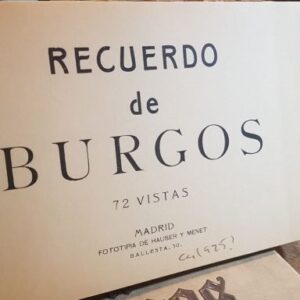 RECUERDO
de
BURGOS
72 VISTAS
MADRID
FOTOTIPIA DE HAUSER Y MENET
BALLESTA, 30.